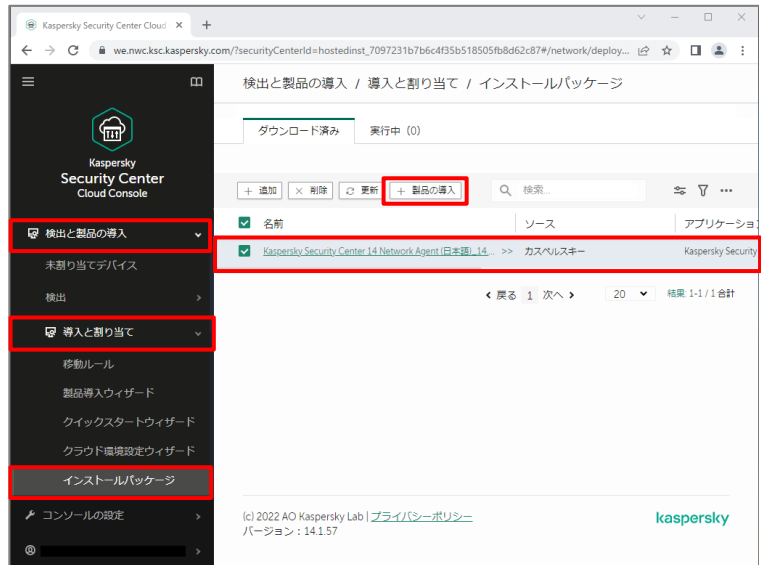 Kaspersky Security Center Cloud
we.nwc.ksc.kaspersky.com/?securityCenterId=hostedinst_7097231b7b6c4f35b518505fb8d62c87#/network/deploy...
Kaspersky
Security Center
Cloud Console
検出と製品の導入
未割り当てデバイス
検出
導入と割り当て
移動ルール
製品導入ウィザード
クイックスタートウィザード
クラウド環境設定ウィザード
インストールパッケージ
コンソールの設定
検出と製品の導入 / 導入と割り当て / インストールパッケージ
ダウンロード済み 実行中 (0)
追加 削除 更新 製品の導入 検索...
名前 ソース アプリケーション
Kaspersky Security Center 14 Network Agent (日本語)_14... >> カスペルスキー Kaspersky Security
戻る 1 次へ 20 結果: 1-1 / 1 合計
(c) 2022 AO Kaspersky Lab | プライバシーポリシー
バージョン : 14.1.57
kaspersky